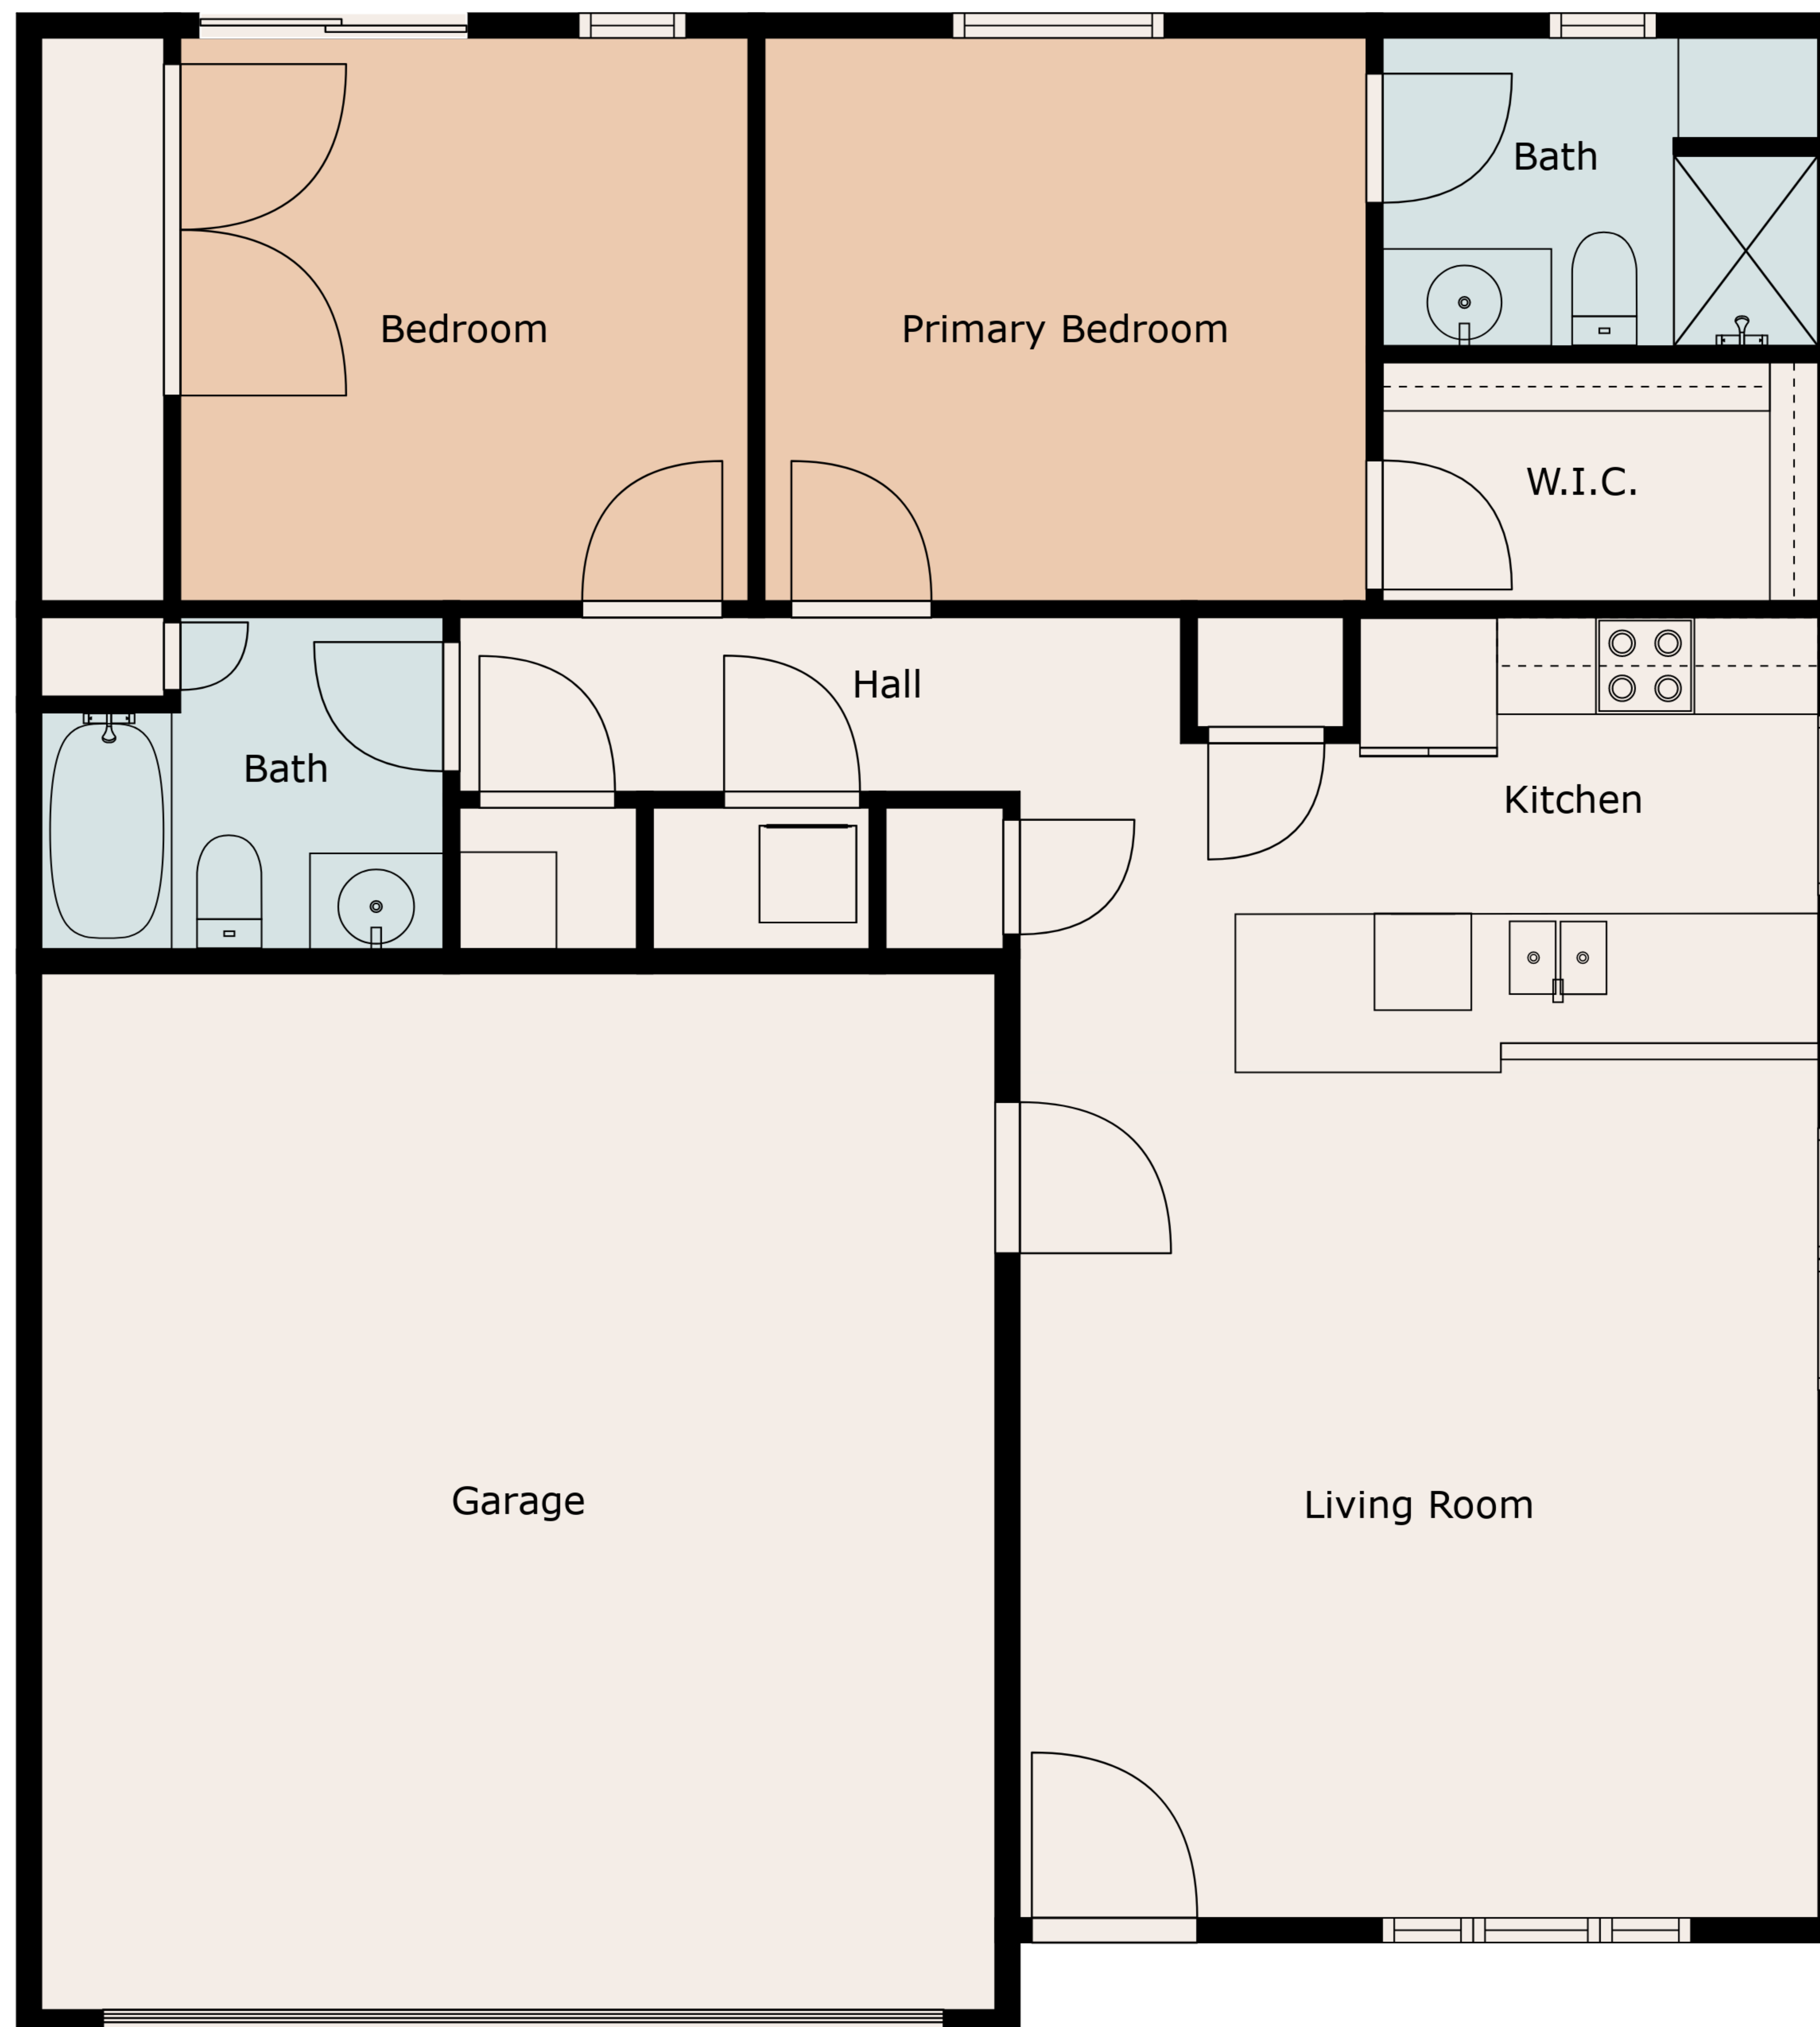 Bath
Bedroom
Primary Bedroom
W.I.C.
Hall
Bath
Kitchen
Garage
Living Room